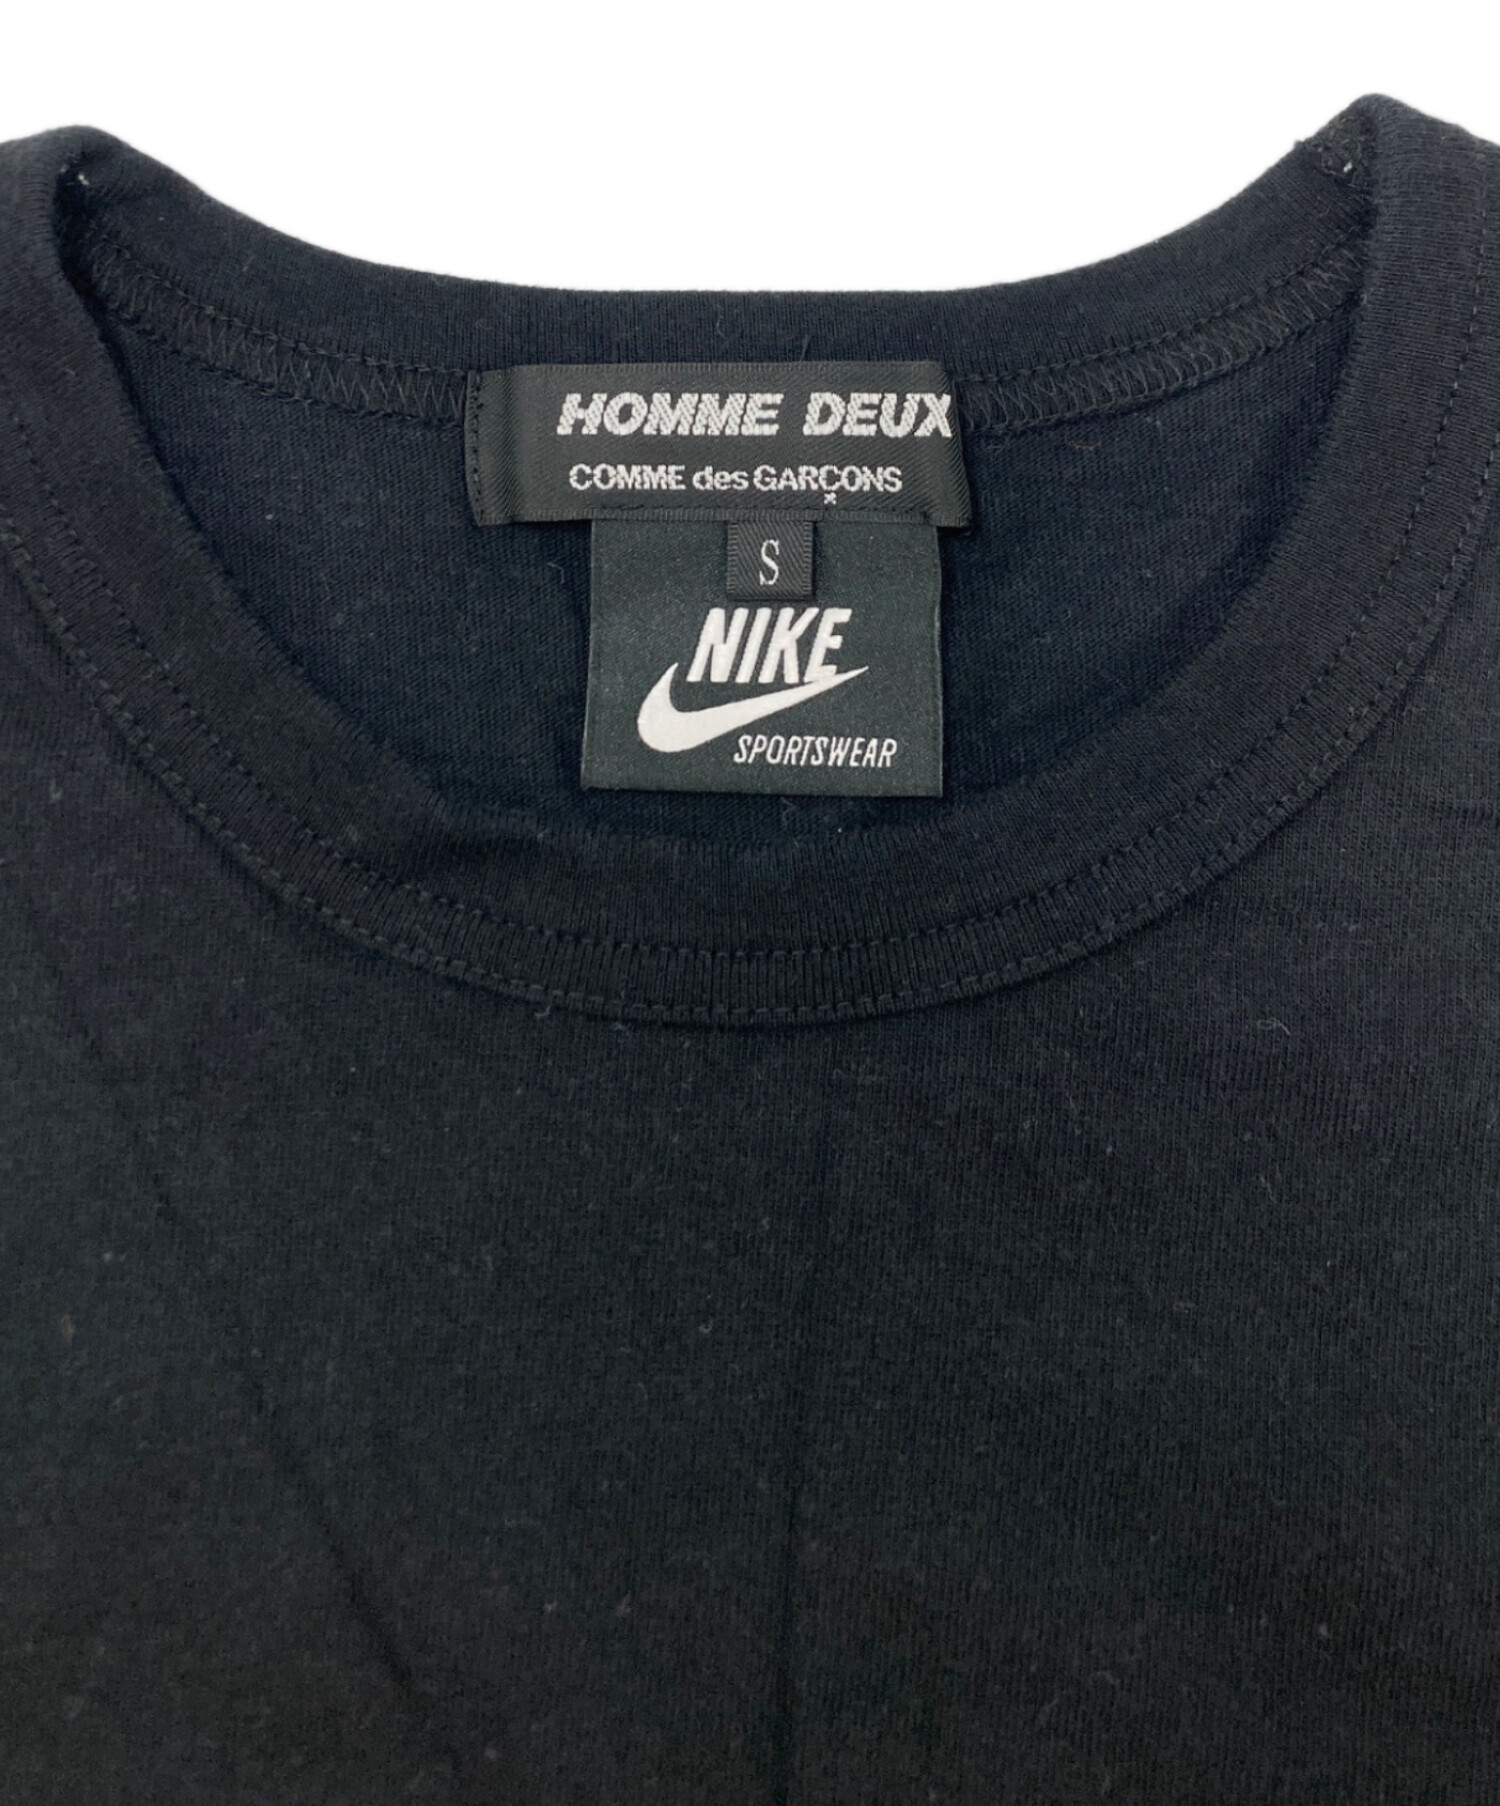 HOMME DEUX
COMME des GARÇONS
S
NIKE
SPORTSWEAR